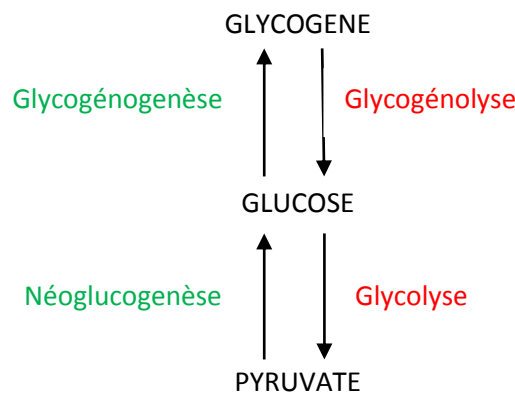 GLYCOGENE
Glycogénogenèse Glycogénolyse
GLUCOSE
Néoglucogenèse Glycolyse
PYRUVATE